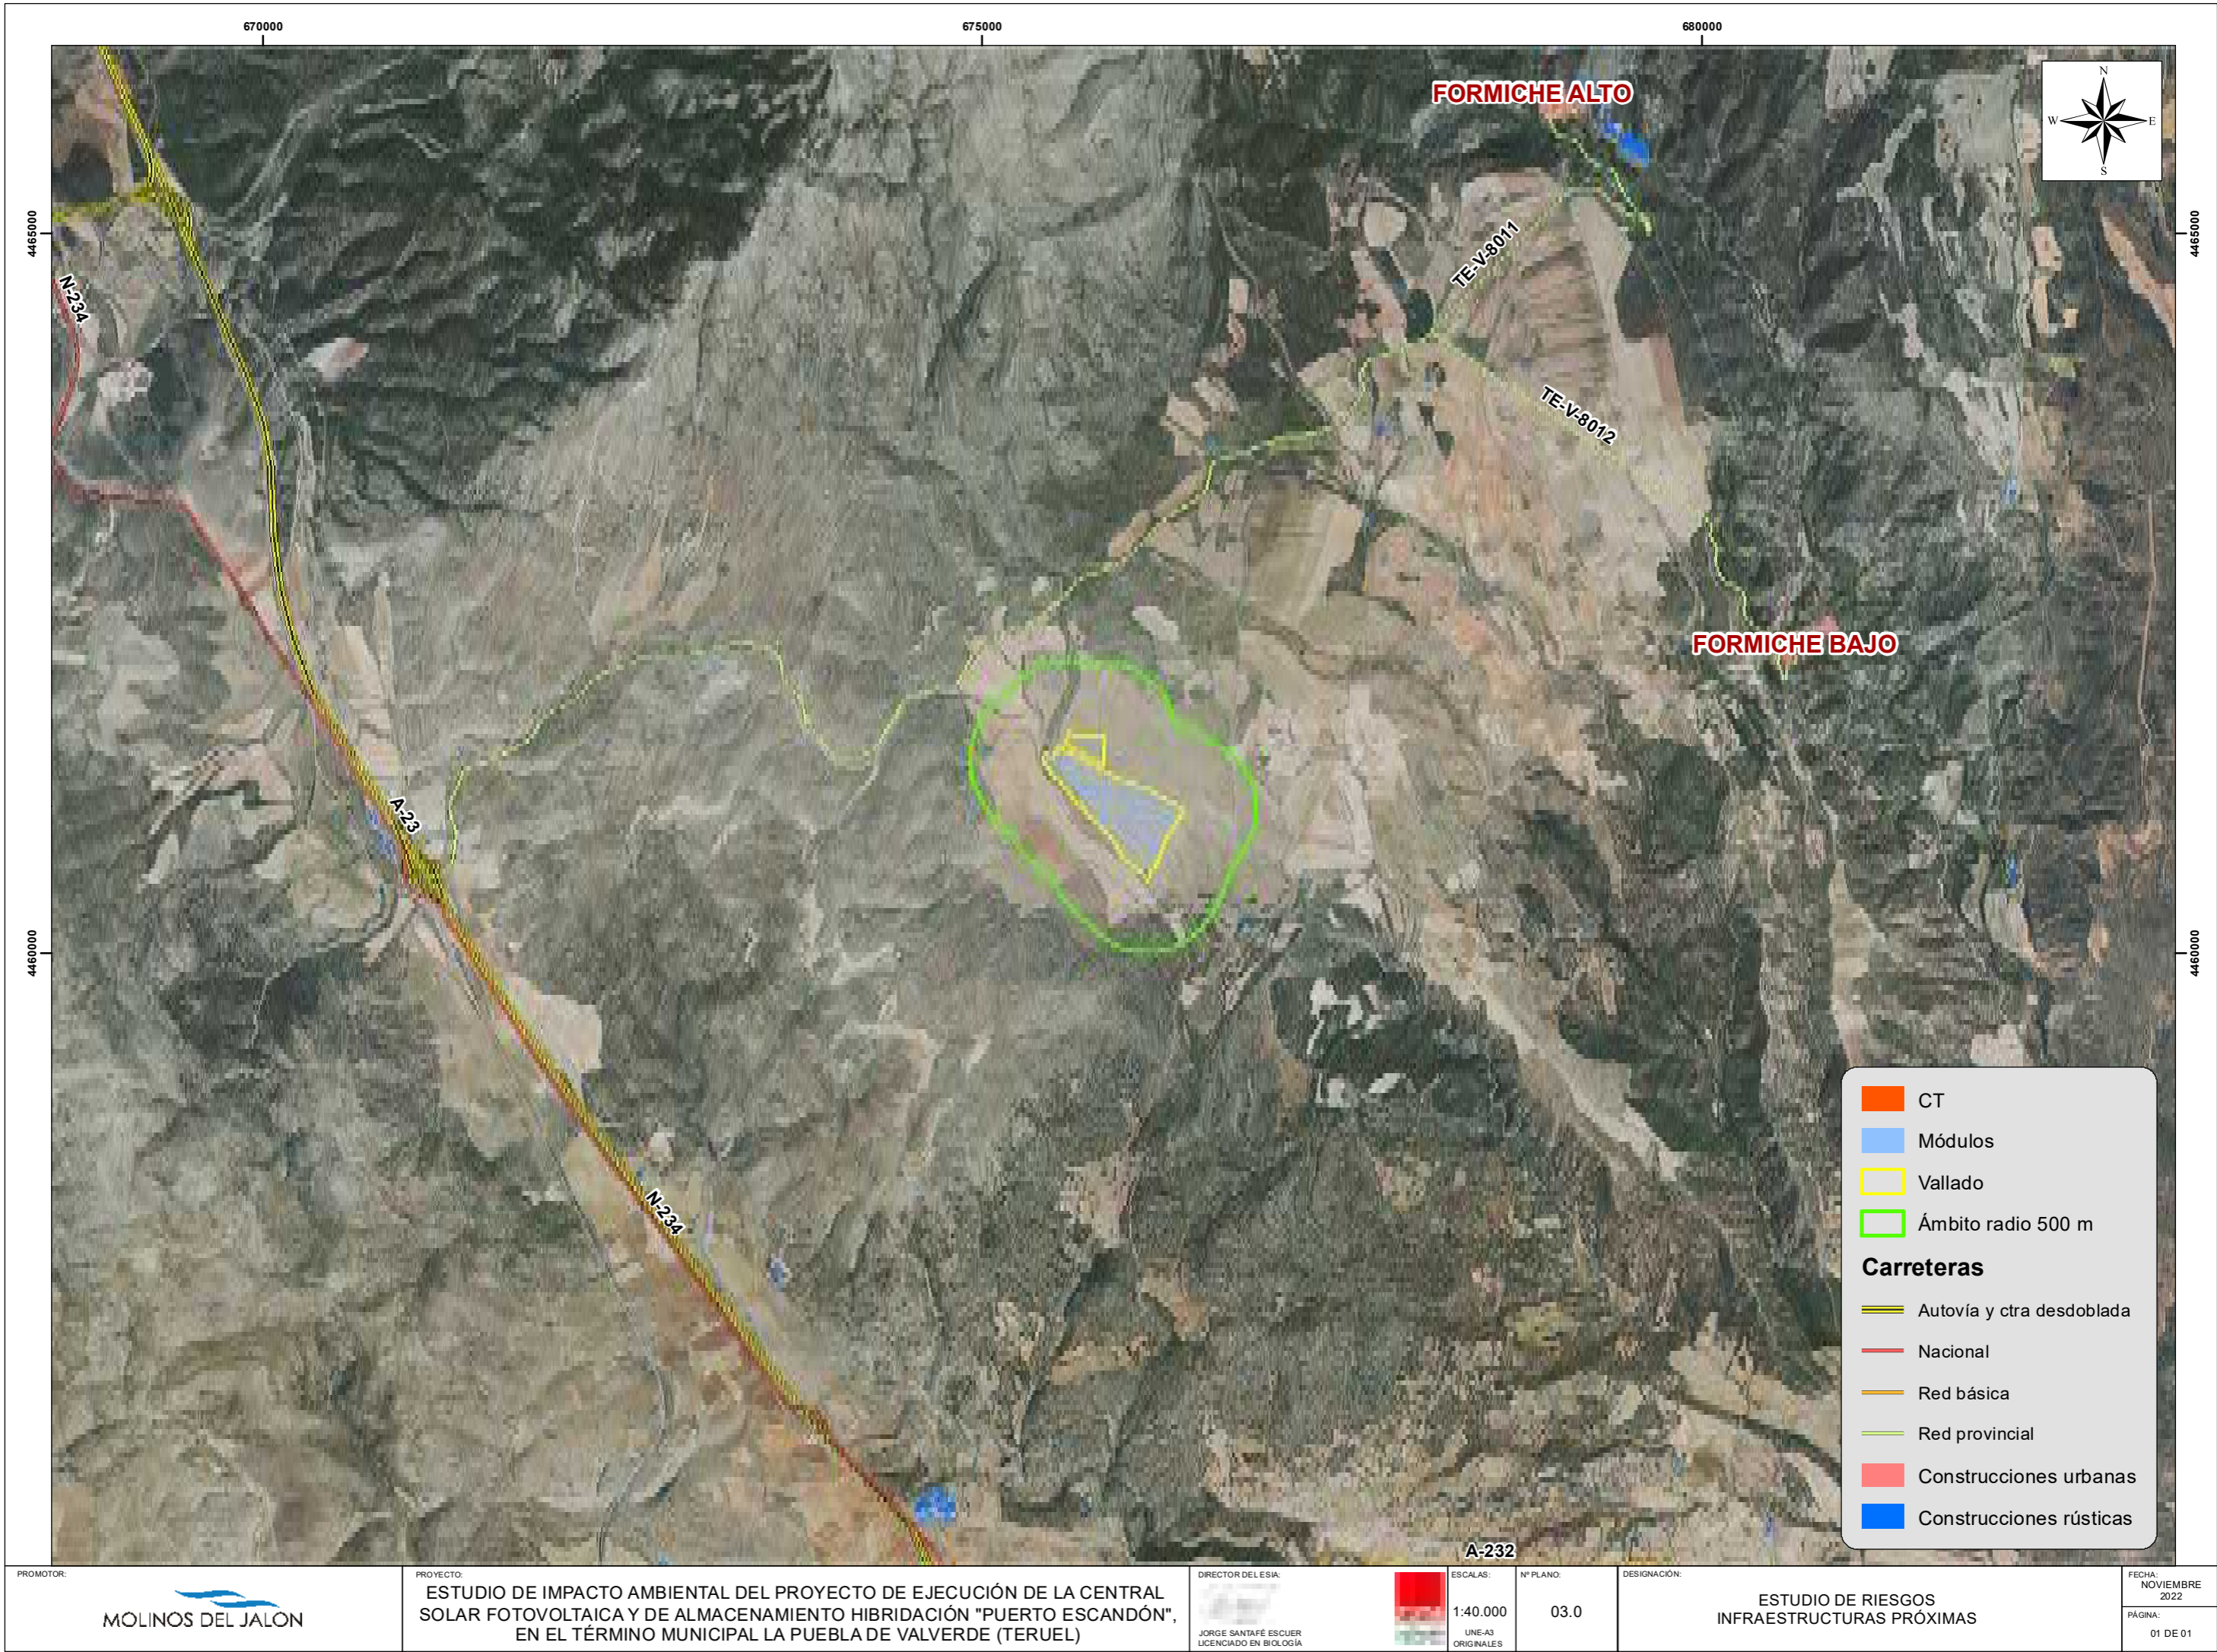 670000
675000
680000
4465000
4465000
4460000
4460000
N
W
E
S
FORMICHE ALTO
TE-V-8011
N-234
TE-V-8012
FORMICHE BAJO
A-23
N-234
A-232
CT
Módulos
Vallado
Ámbito radio 500 m
Carreteras
Autovía y ctra desdoblada
Nacional
Red básica
Red provincial
Construcciones urbanas
Construcciones rústicas
PROMOTOR:
MOLINOS DEL JALÓN
PROYECTO:
ESTUDIO DE IMPACTO AMBIENTAL DEL PROYECTO DE EJECUCIÓN DE LA CENTRAL
SOLAR FOTOVOLTAICA Y DE ALMACENAMIENTO HIBRIDACIÓN "PUERTO ESCANDÓN",
EN EL TÉRMINO MUNICIPAL LA PUEBLA DE VALVERDE (TERUEL)
DIRECTOR DEL ESIA:
JORGE SANTAFÉ ESCUER
LICENCIADO EN BIOLOGÍA
ESCALAS:
1:40.000
UNE-A3
ORIGINALES
Nº PLANO:
03.0
DESIGNACIÓN:
ESTUDIO DE RIESGOS
INFRAESTRUCTURAS PRÓXIMAS
FECHA:
NOVIEMBRE
2022
PÁGINA:
01 DE 01